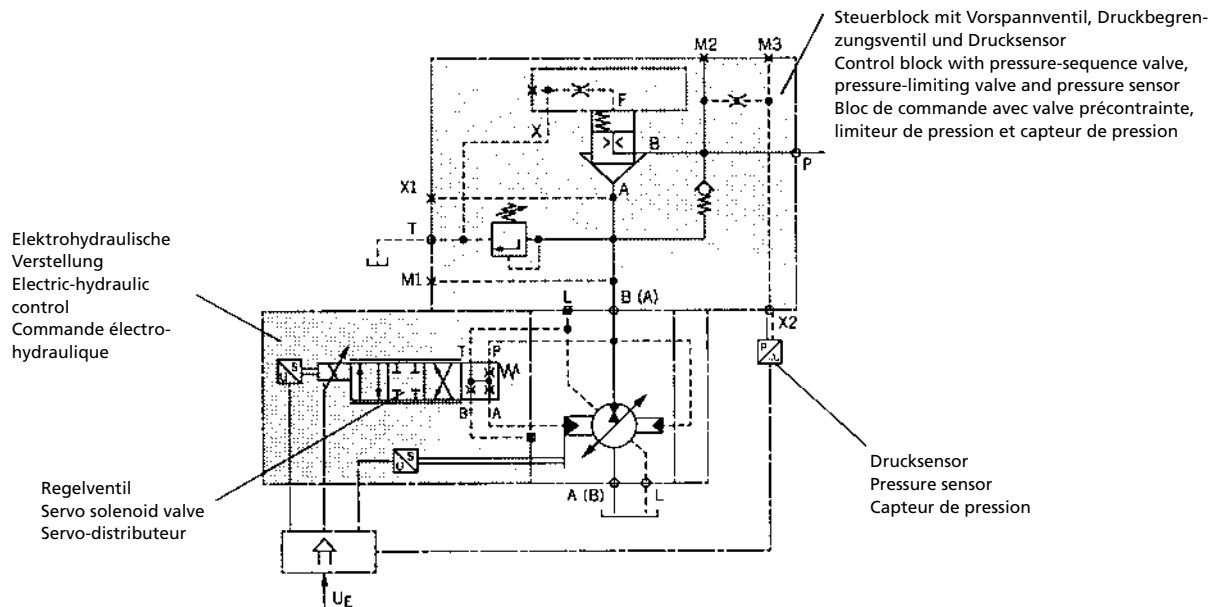 Steuerblock mit Vorspannventil, Druckbegren-
zungsventil und Drucksensor
Control block with pressure-sequence valve,
pressure-limiting valve and pressure sensor
Bloc de commande avec valve précontrainte,
limiteur de pression et capteur de pression
M2 M3
F
X
B
P
A
X1
T
M1
Elektrohydraulische
Verstellung
Electric-hydraulic
control
Commande électro-
hydraulique
L
B (A)
X2
T P
P
U S
B A
U S
Drucksensor
Pressure sensor
Capteur de pression
A (B) L
Regelventil
Servo solenoid valve
Servo-distributeur
UE